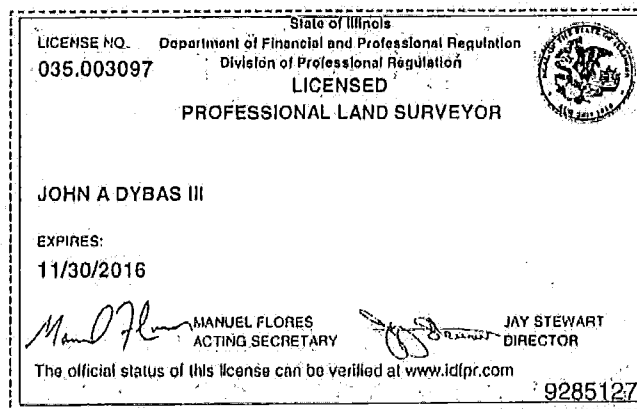 State of Illinois
LICENSE NO. Department of Financial and Professional Regulation
035.003097 Division of Professional Regulation
LICENSED
PROFESSIONAL LAND SURVEYOR
JOHN A DYBAS III
EXPIRES:
11/30/2016
MANUEL FLORES JAY STEWART
ACTING SECRETARY DIRECTOR
The official status of this license can be verified at www.idfpr.com
9285127